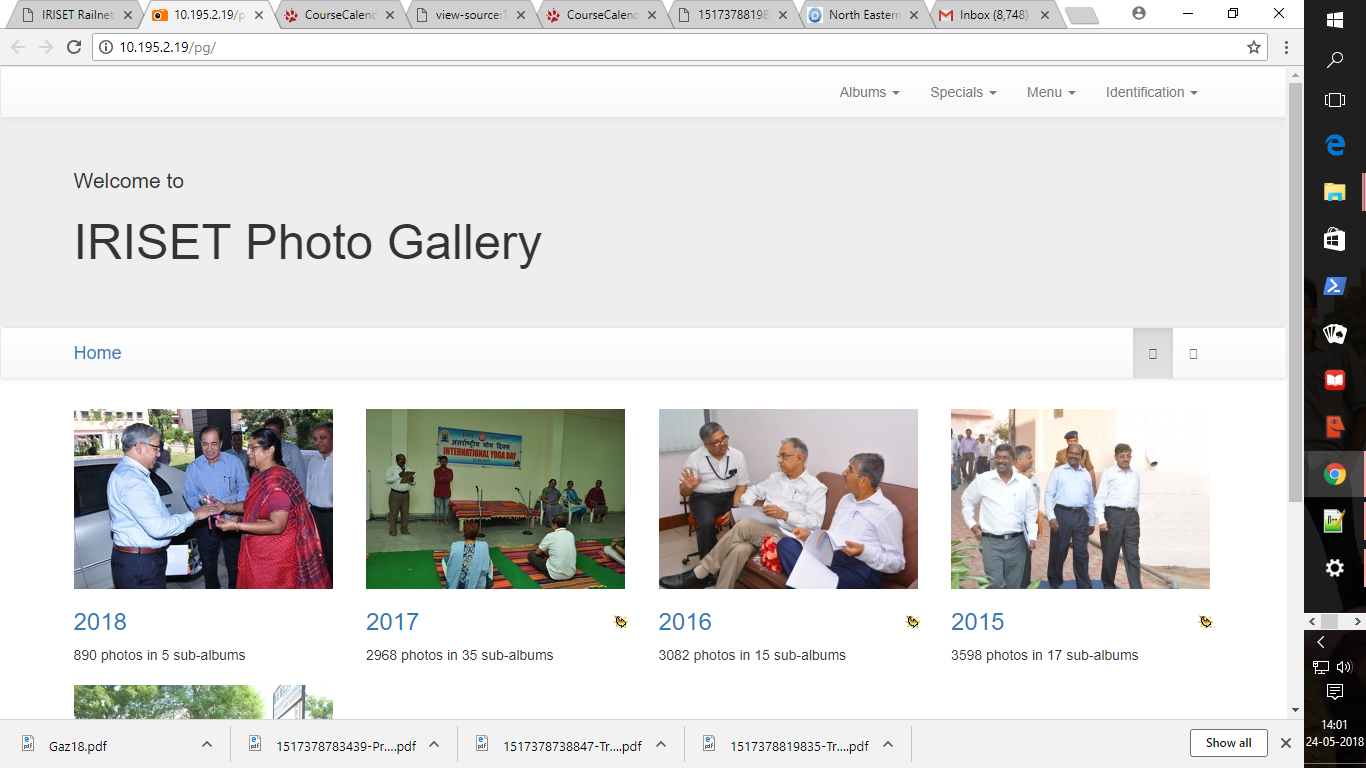 IRISET Railnet
10.195.2.19/p
CourseCalend
view-source:1
CourseCalend
15173788198
North Eastern
Inbox (8,748)
10.195.2.19/pg/
Albums
Specials
Menu
Identification
Welcome to
IRISET Photo Gallery
Home
अंतर्राष्ट्रीय योग दिवस
INTERNATIONAL YOGA DAY
2018
2017
2016
2015
890 photos in 5 sub-albums
2968 photos in 35 sub-albums
3082 photos in 15 sub-albums
3598 photos in 17 sub-albums
Gaz18.pdf
1517378783439-Pr....pdf
1517378738847-Tr....pdf
1517378819835-Tr....pdf
Show all
14:01
24-05-2018